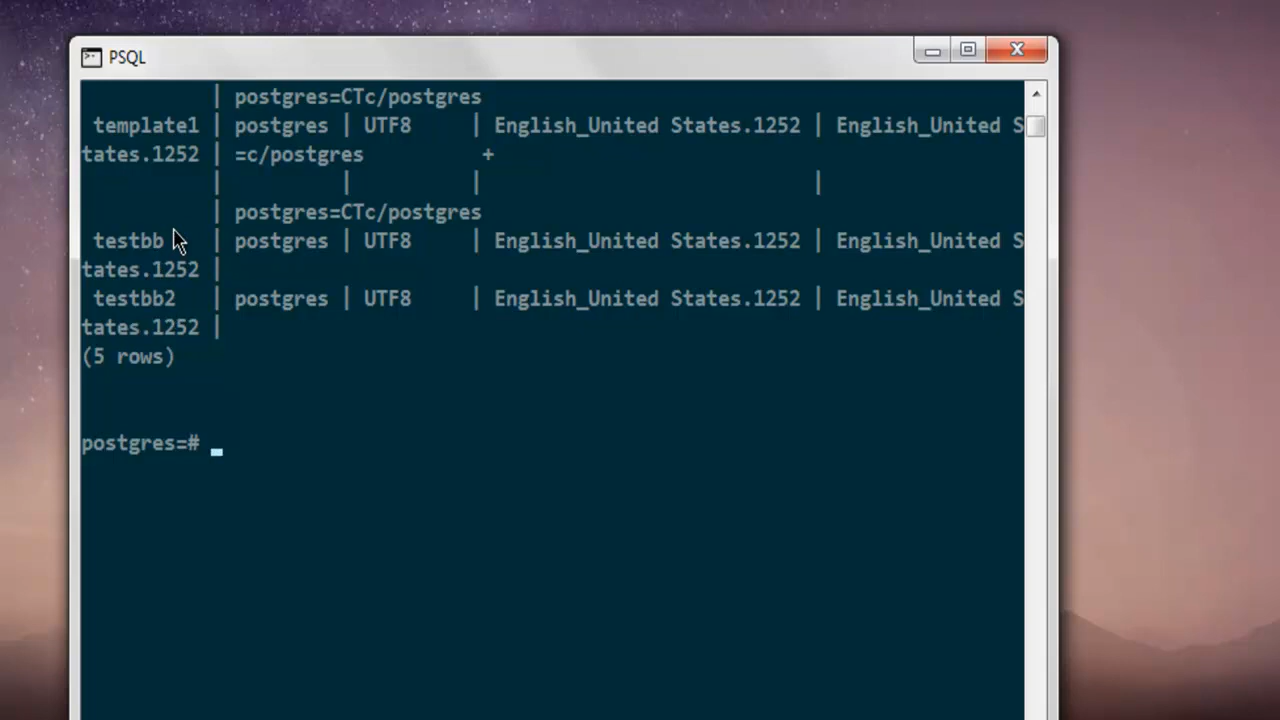 PSQL
| postgres=CTc/postgres
template1 | postgres | UTF8 | English_United States.1252 | English_United S
tates.1252 | =c/postgres +
| | | |
| postgres=CTc/postgres
testbb | postgres | UTF8 | English_United States.1252 | English_United S
tates.1252 |
testbb2 | postgres | UTF8 | English_United States.1252 | English_United S
tates.1252 |
(5 rows)
postgres=#